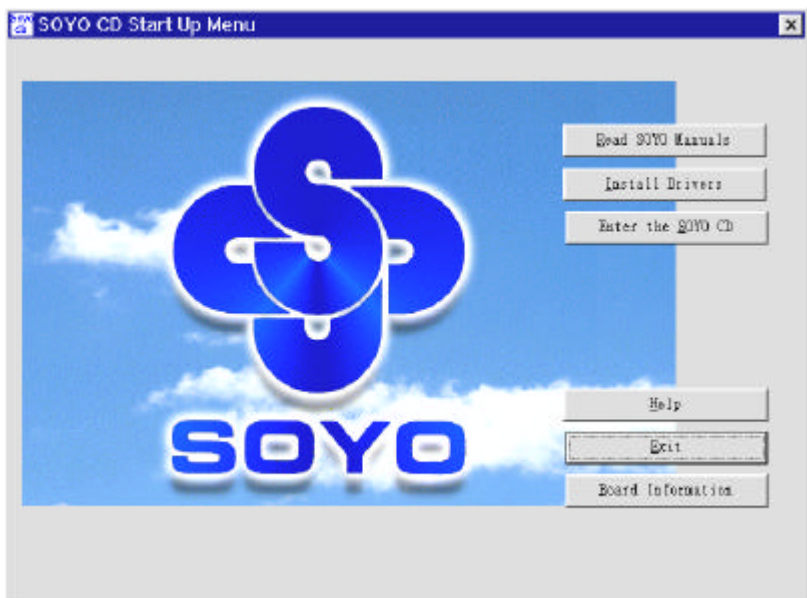 SOYO CD Start Up Menu
Read SOYO Manuals
Install Drivers
Enter the SOYO CD
SOYO
Help
Exit
Board Information